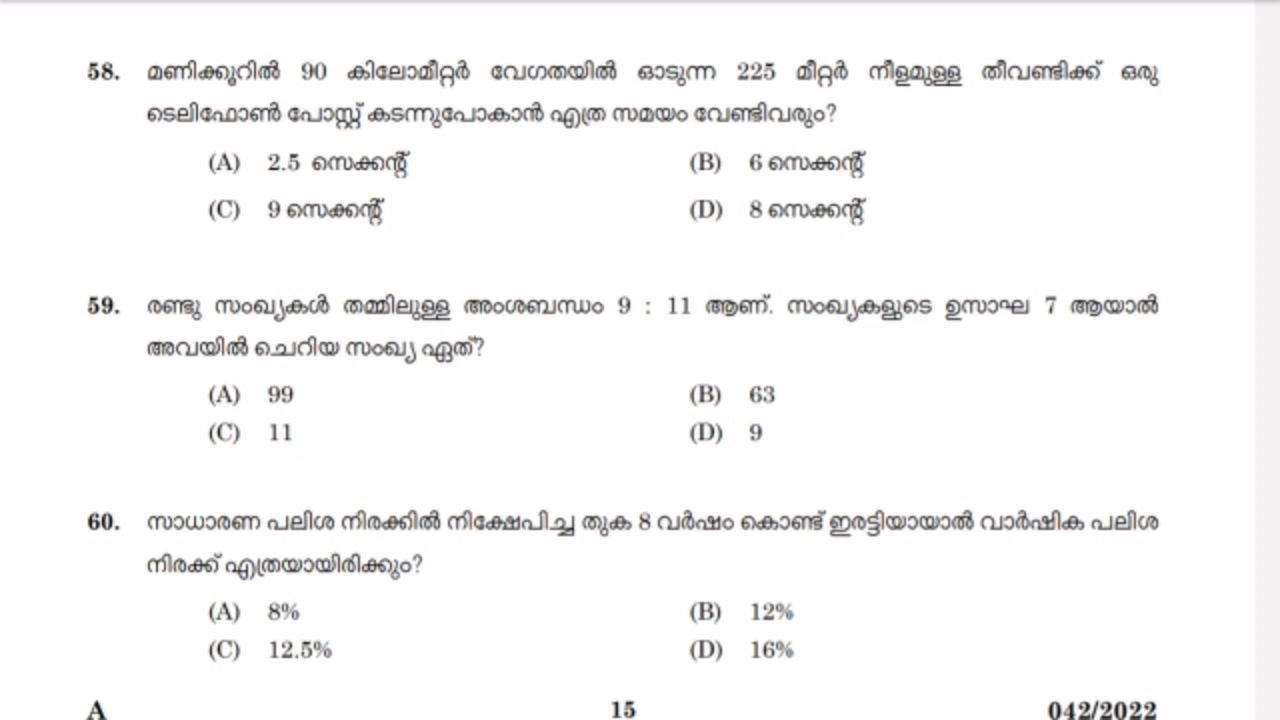 58. മണിക്കൂറിൽ 90 കിലോമീറ്റർ വേഗതയിൽ ഓടുന്ന 225 മീറ്റർ നീളമുള്ള തീവണ്ടിക്ക് ഒരു
ടെലിഫോൺ പോസ്റ്റ് കടന്നുപോകാൻ എത്ര സമയം വേണ്ടിവരും?
(A) 2.5 സെക്കന്റ് (B) 6 സെക്കന്റ്
(C) 9 സെക്കന്റ് (D) 8 സെക്കന്റ്
59. രണ്ടു സംഖ്യകൾ തമ്മിലുള്ള അംശബന്ധം 9 : 11 ആണ്. സംഖ്യകളുടെ ഉസാഘ 7 ആയാൽ
അവയിൽ ചെറിയ സംഖ്യ ഏത്?
(A) 99 (B) 63
(C) 11 (D) 9
60. സാധാരണ പലിശ നിരക്കിൽ നിക്ഷേപിച്ച തുക 8 വർഷം കൊണ്ട് ഇരട്ടിയായാൽ വാർഷിക പലിശ
നിരക്ക് എത്രയായിരിക്കും?
(A) 8% (B) 12%
(C) 12.5% (D) 16%
A 15 042/2022